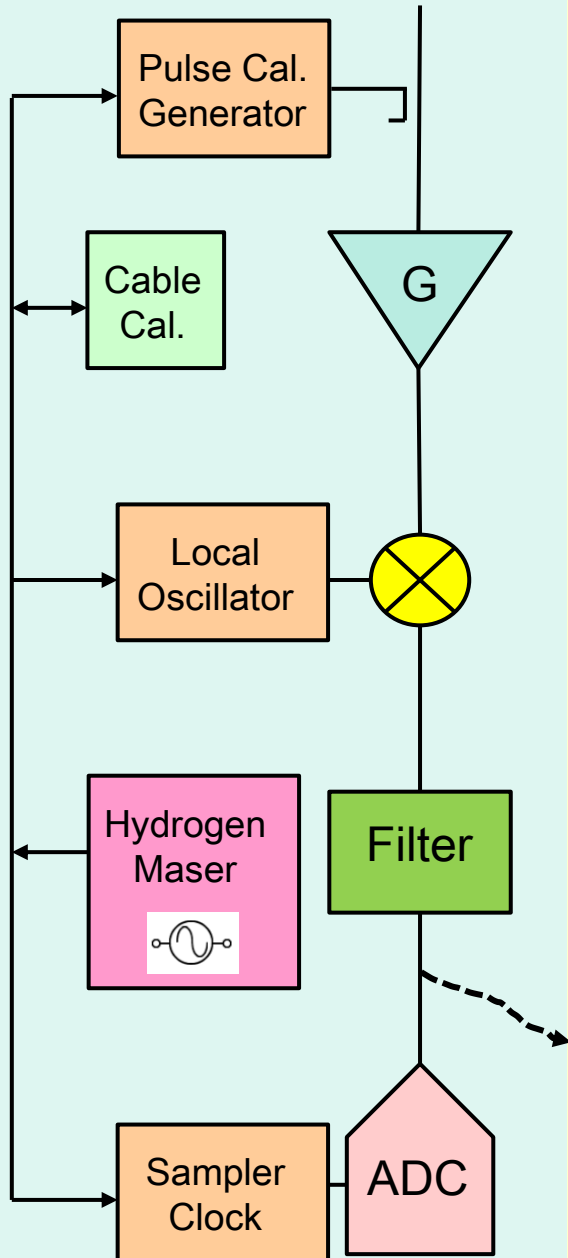 Pulse Cal.
Generator
G
Cable
Cal.
Local
Oscillator
Hydrogen
Maser
Filter
Sampler
Clock
ADC